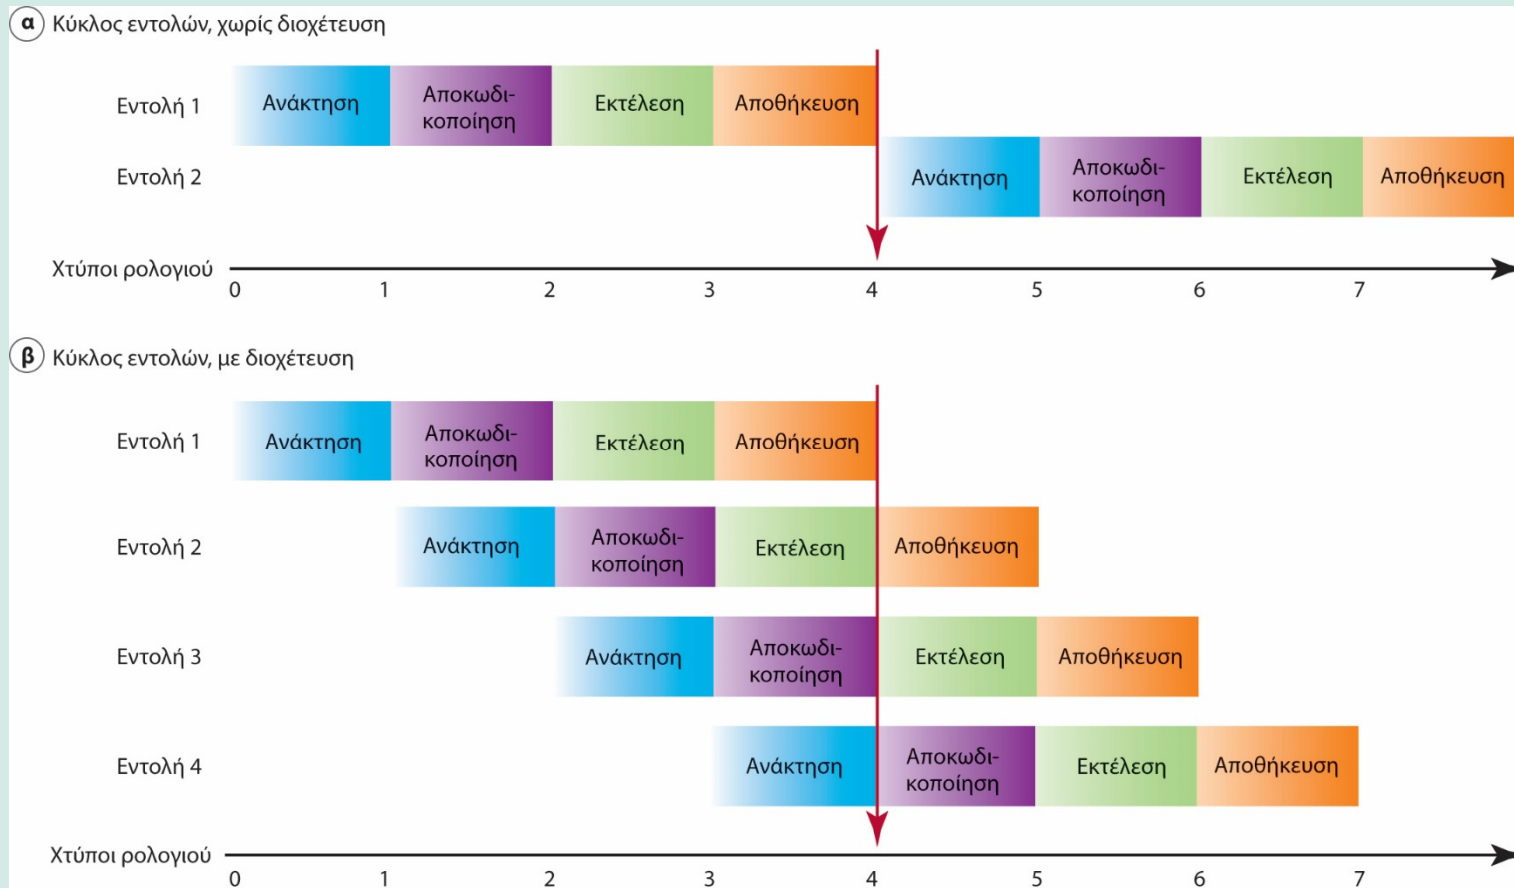 α Κύκλος εντολών, χωρίς διοχέτευση
Εντολή 1 Ανάκτηση Αποκωδι- Εκτέλεση Αποθήκευση
κοποίηση
Εντολή 2 Ανάκτηση Αποκωδι- Εκτέλεση Αποθήκευση
κοποίηση
Χτύποι ρολογιού
0 1 2 3 4 5 6 7
β Κύκλος εντολών, με διοχέτευση
Εντολή 1 Ανάκτηση Αποκωδι- Εκτέλεση Αποθήκευση
κοποίηση
Εντολή 2 Ανάκτηση Αποκωδι- Εκτέλεση Αποθήκευση
κοποίηση
Εντολή 3 Ανάκτηση Αποκωδι- Εκτέλεση Αποθήκευση
κοποίηση
Εντολή 4 Ανάκτηση Αποκωδι- Εκτέλεση Αποθήκευση
κοποίηση
Χτύποι ρολογιού
0 1 2 3 4 5 6 7